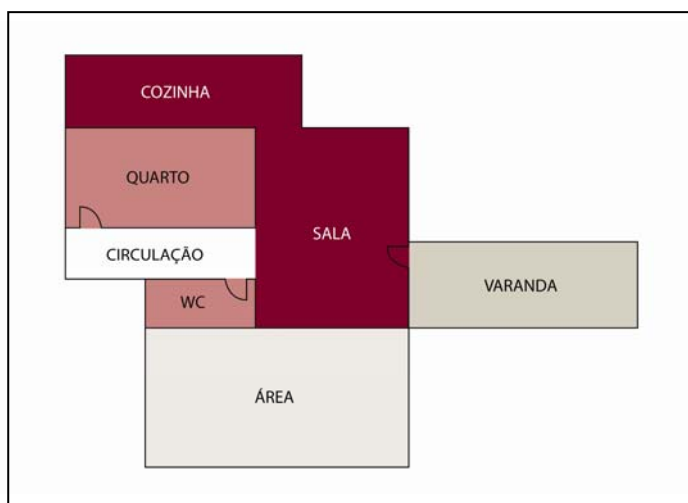 COZINHA
QUARTO
SALA
CIRCULAÇÃO
VARANDA
WC
ÁREA